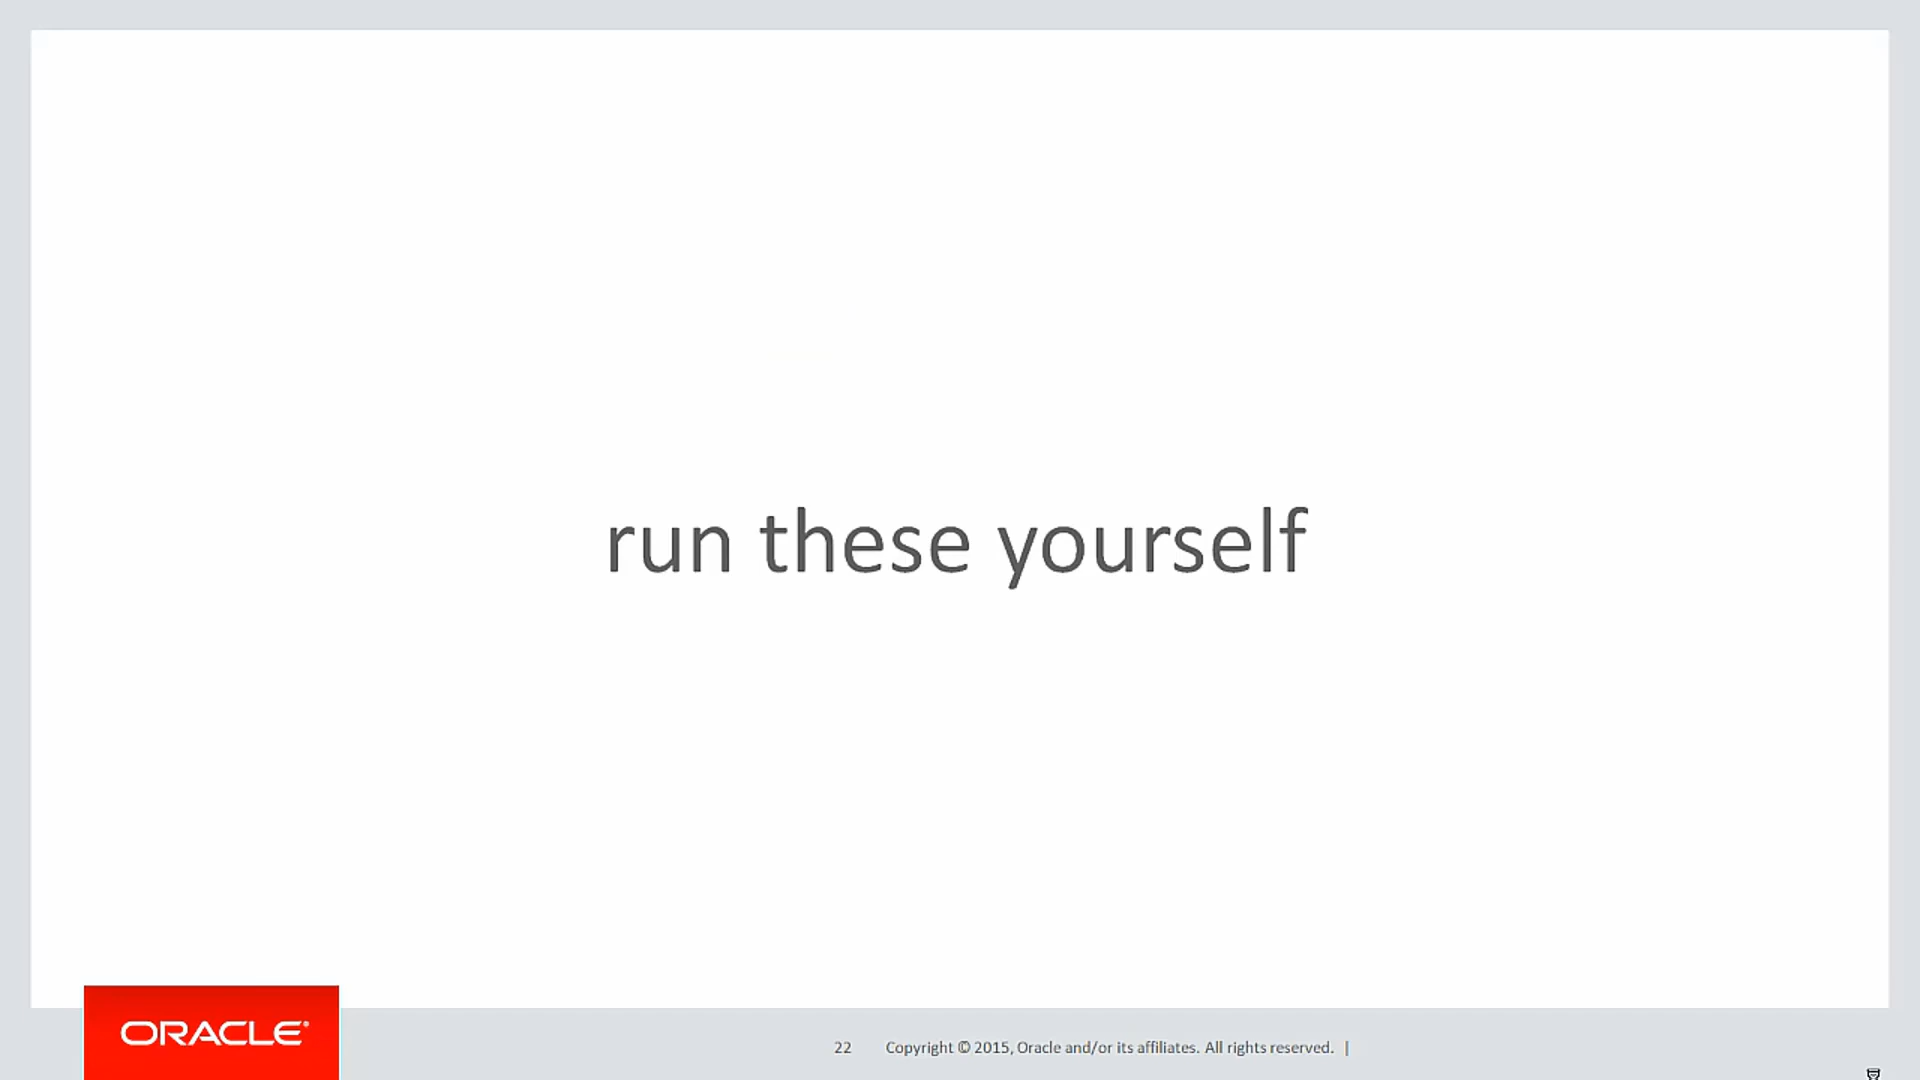 run these yourself
ORACLE®
22 Copyright © 2015, Oracle and/or its affiliates. All rights reserved. |